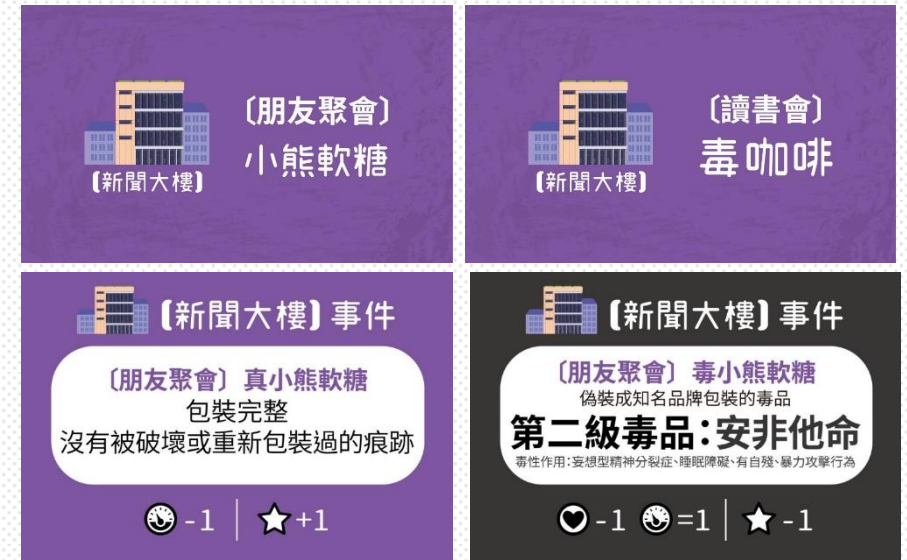 〔朋友聚會〕
小熊軟糖
【新聞大樓】
〔讀書會〕
毒咖啡
【新聞大樓】
【新聞大樓】事件
〔朋友聚會〕真小熊軟糖
包裝完整
沒有被破壞或重新包裝過的痕跡
-1 | +1
【新聞大樓】事件
〔朋友聚會〕毒小熊軟糖
偽裝成知名品牌包裝的毒品
第二級毒品:安非他命
毒性作用:妄想型精神分裂症、睡眠障礙、有自殘、暴力攻擊行為
-1 =1 | -1